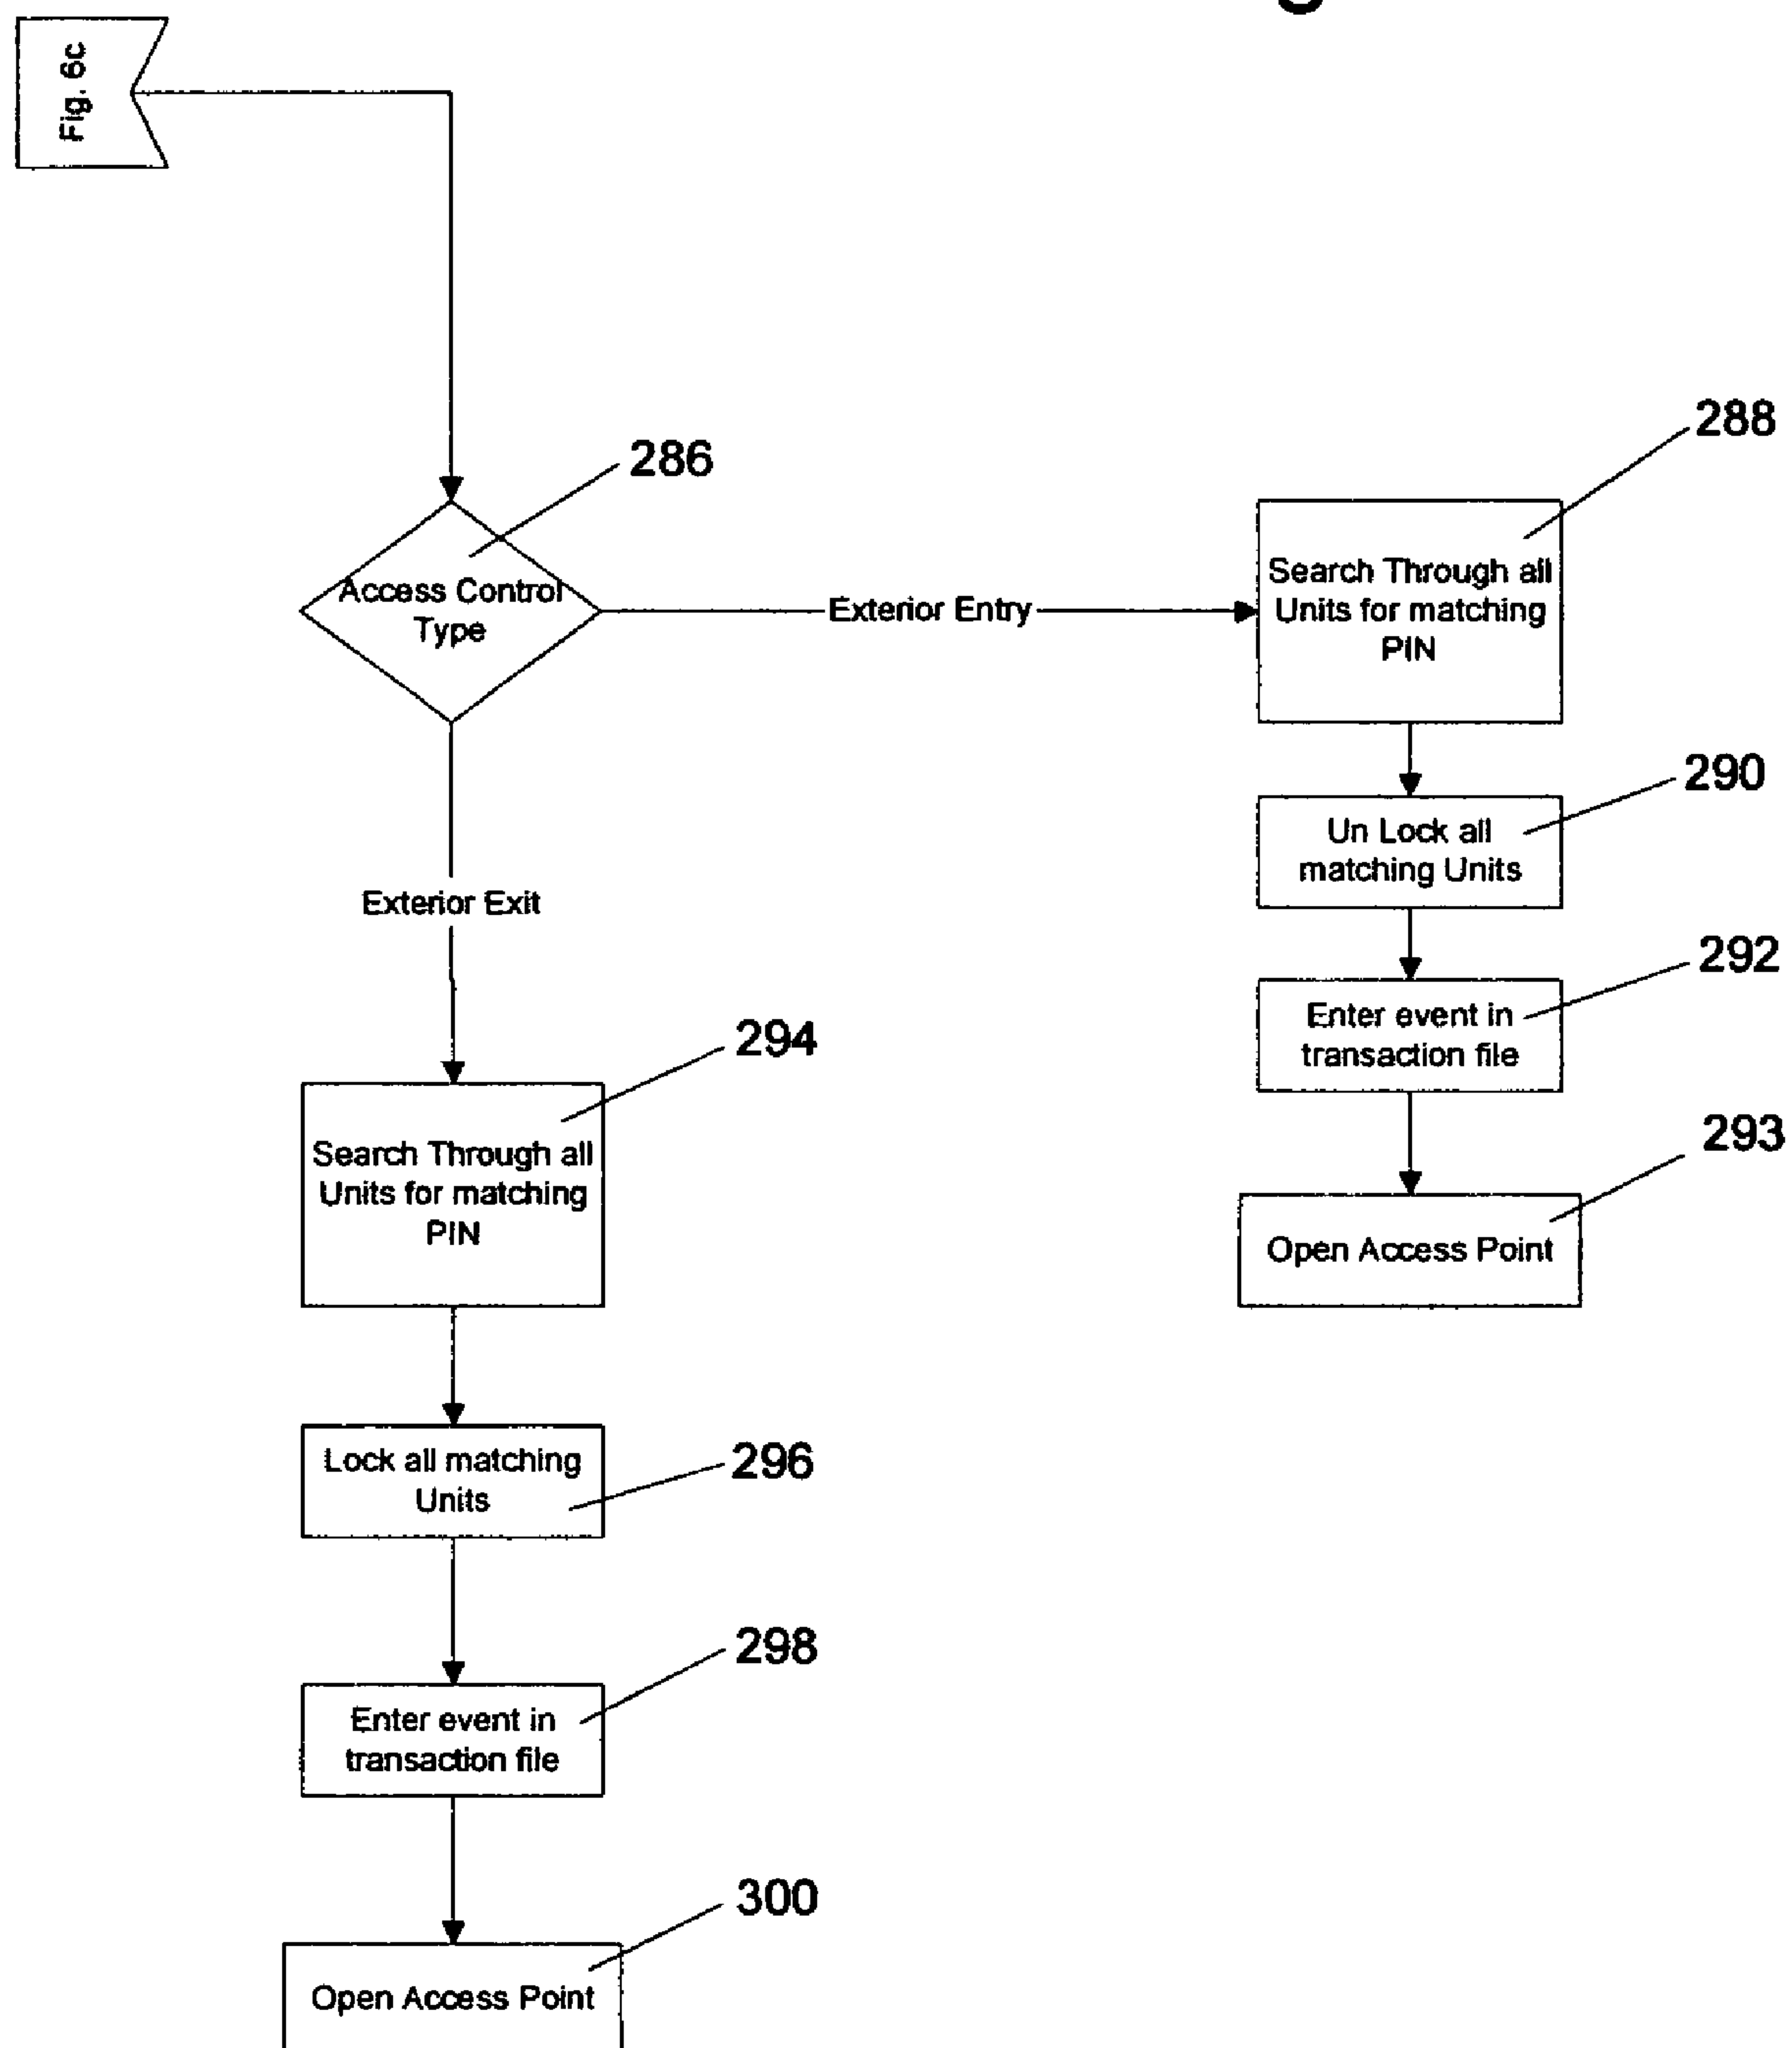 Fig. 6c
286
Access Control
Type
Exterior Entry
288
Search Through all
Units for matching
PIN
290
Un Lock all
matching Units
292
Enter event in
transaction file
293
Open Access Point
Exterior Exit
294
Search Through all
Units for matching
PIN
296
Lock all matching
Units
298
Enter event in
transaction file
300
Open Access Point